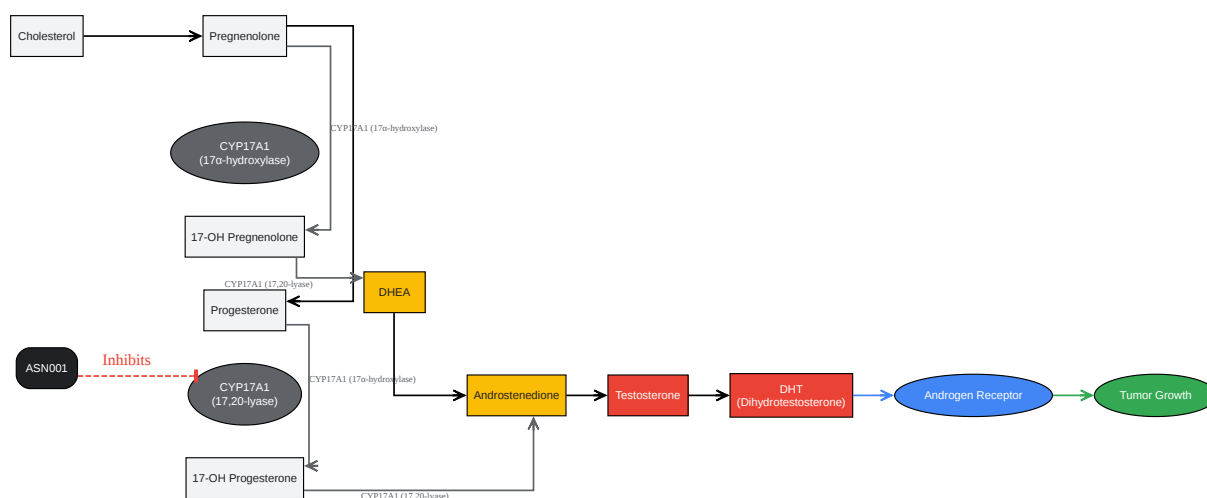 Cholesterol
Pregnenolone
CYP17A1 (17α-hydroxylase)
CYP17A1
(17α-hydroxylase)
17-OH Pregnenolone
CYP17A1 (17,20-lyase)
DHEA
Progesterone
ASN001
Inhibits
CYP17A1
(17,20-lyase)
CYP17A1 (17α-hydroxylase)
Androstenedione
Testosterone
DHT
(Dihydrotestosterone)
Androgen Receptor
Tumor Growth
17-OH Progesterone
CYP17A1 (17,20-lyase)